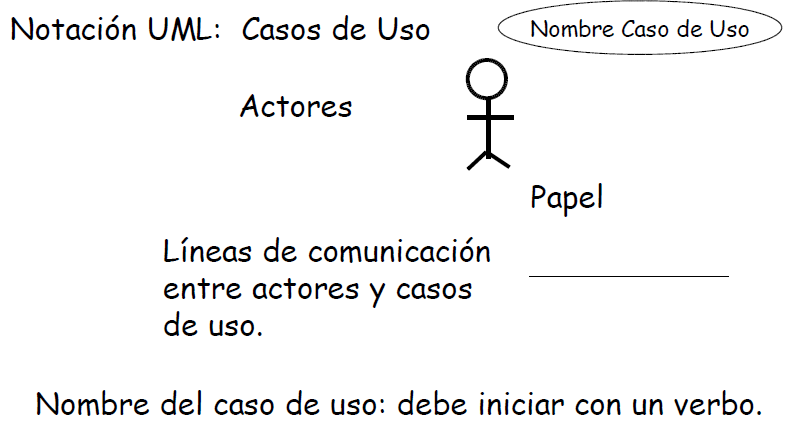 Notación UML: Casos de Uso
Nombre Caso de Uso
Actores
Papel
Líneas de comunicación
entre actores y casos
de uso.
Nombre del caso de uso: debe iniciar con un verbo.